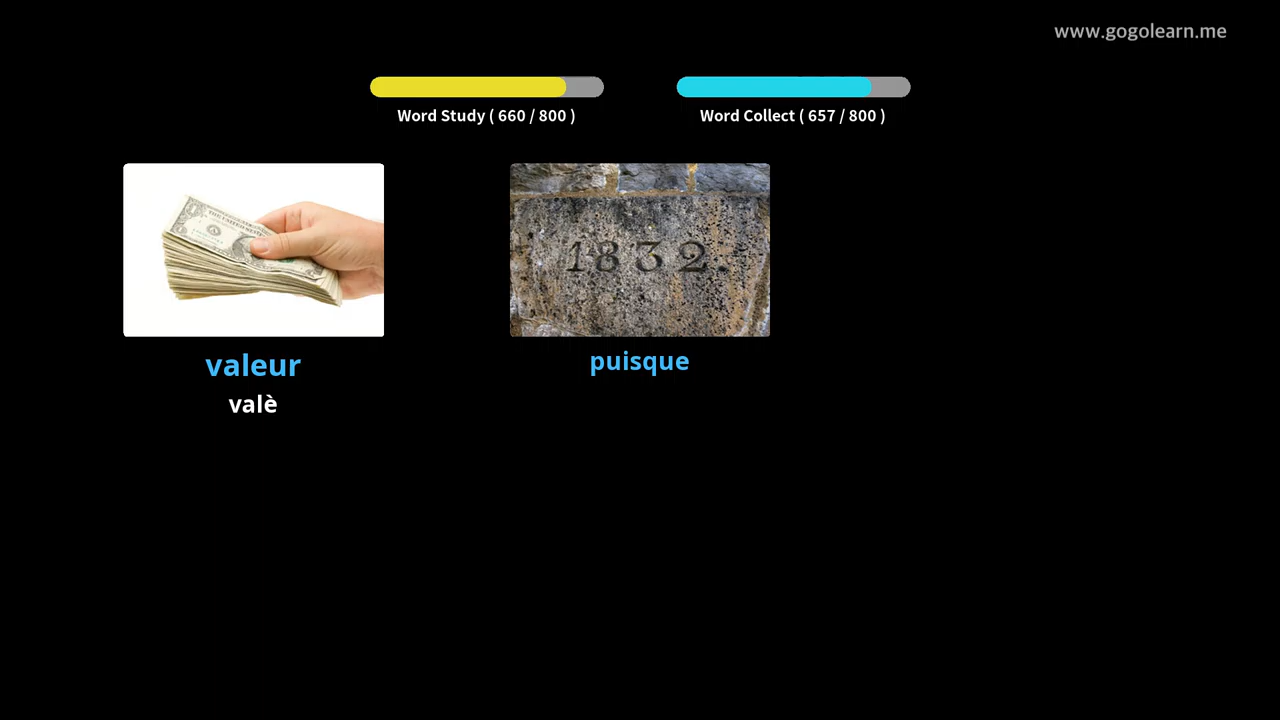 www.gogolearn.me
Word Study ( 660 / 800 )
Word Collect ( 657 / 800 )
1832.
valeur
valè
puisque